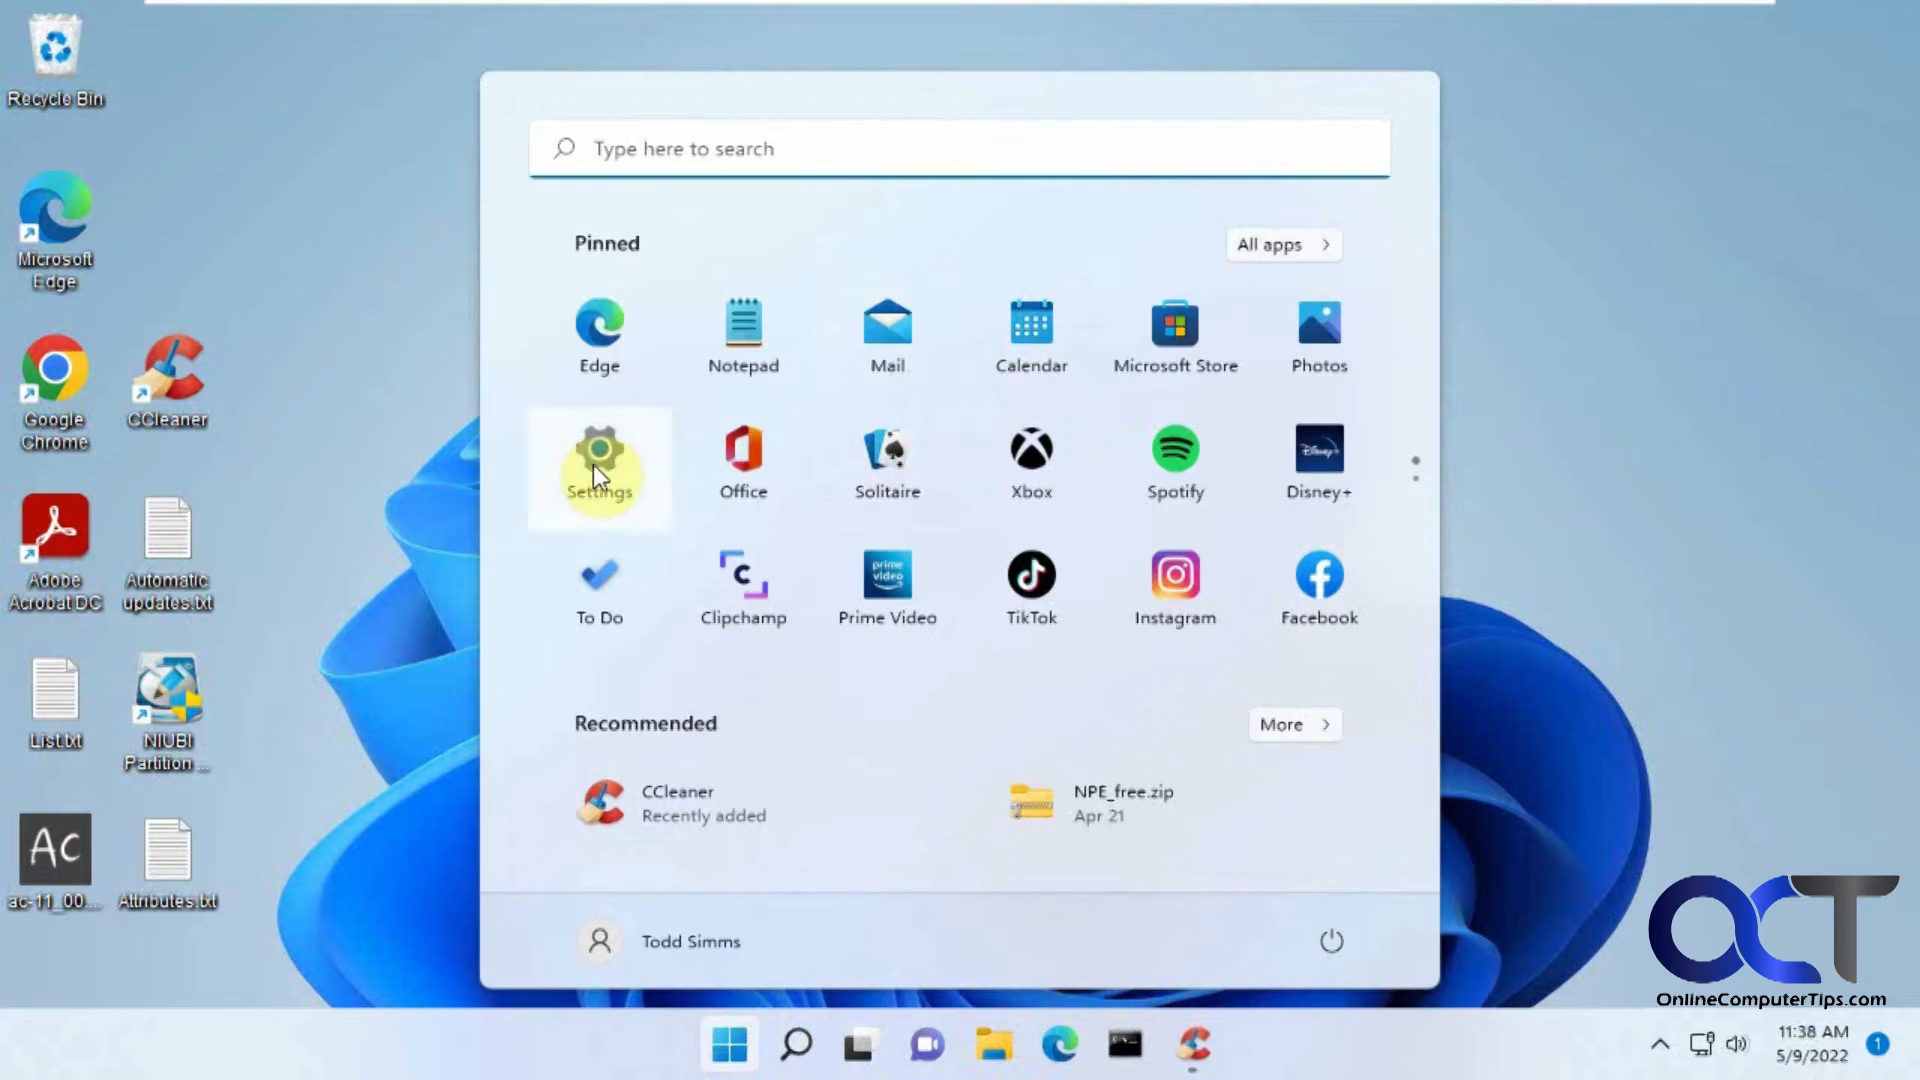 Recycle Bin
Microsoft
Edge
Google
Chrome
CCleaner
Adobe
Acrobat DC
Automatic
updates.txt
List.txt
NIUBI
Partition ...
ac-11_00....
Attributes.txt
Type here to search
Pinned
All apps
Edge
Notepad
Mail
Calendar
Microsoft Store
Photos
Settings
Office
Solitaire
Xbox
Spotify
Disney+
Disney+
To Do
Clipchamp
prime
video
Prime Video
TikTok
Instagram
Facebook
Recommended
More
CCleaner
Recently added
NPE_free.zip
Apr 21
Todd Simms
Ac
OCT
OnlineComputerTips.com
11:38 AM
5/9/2022
1